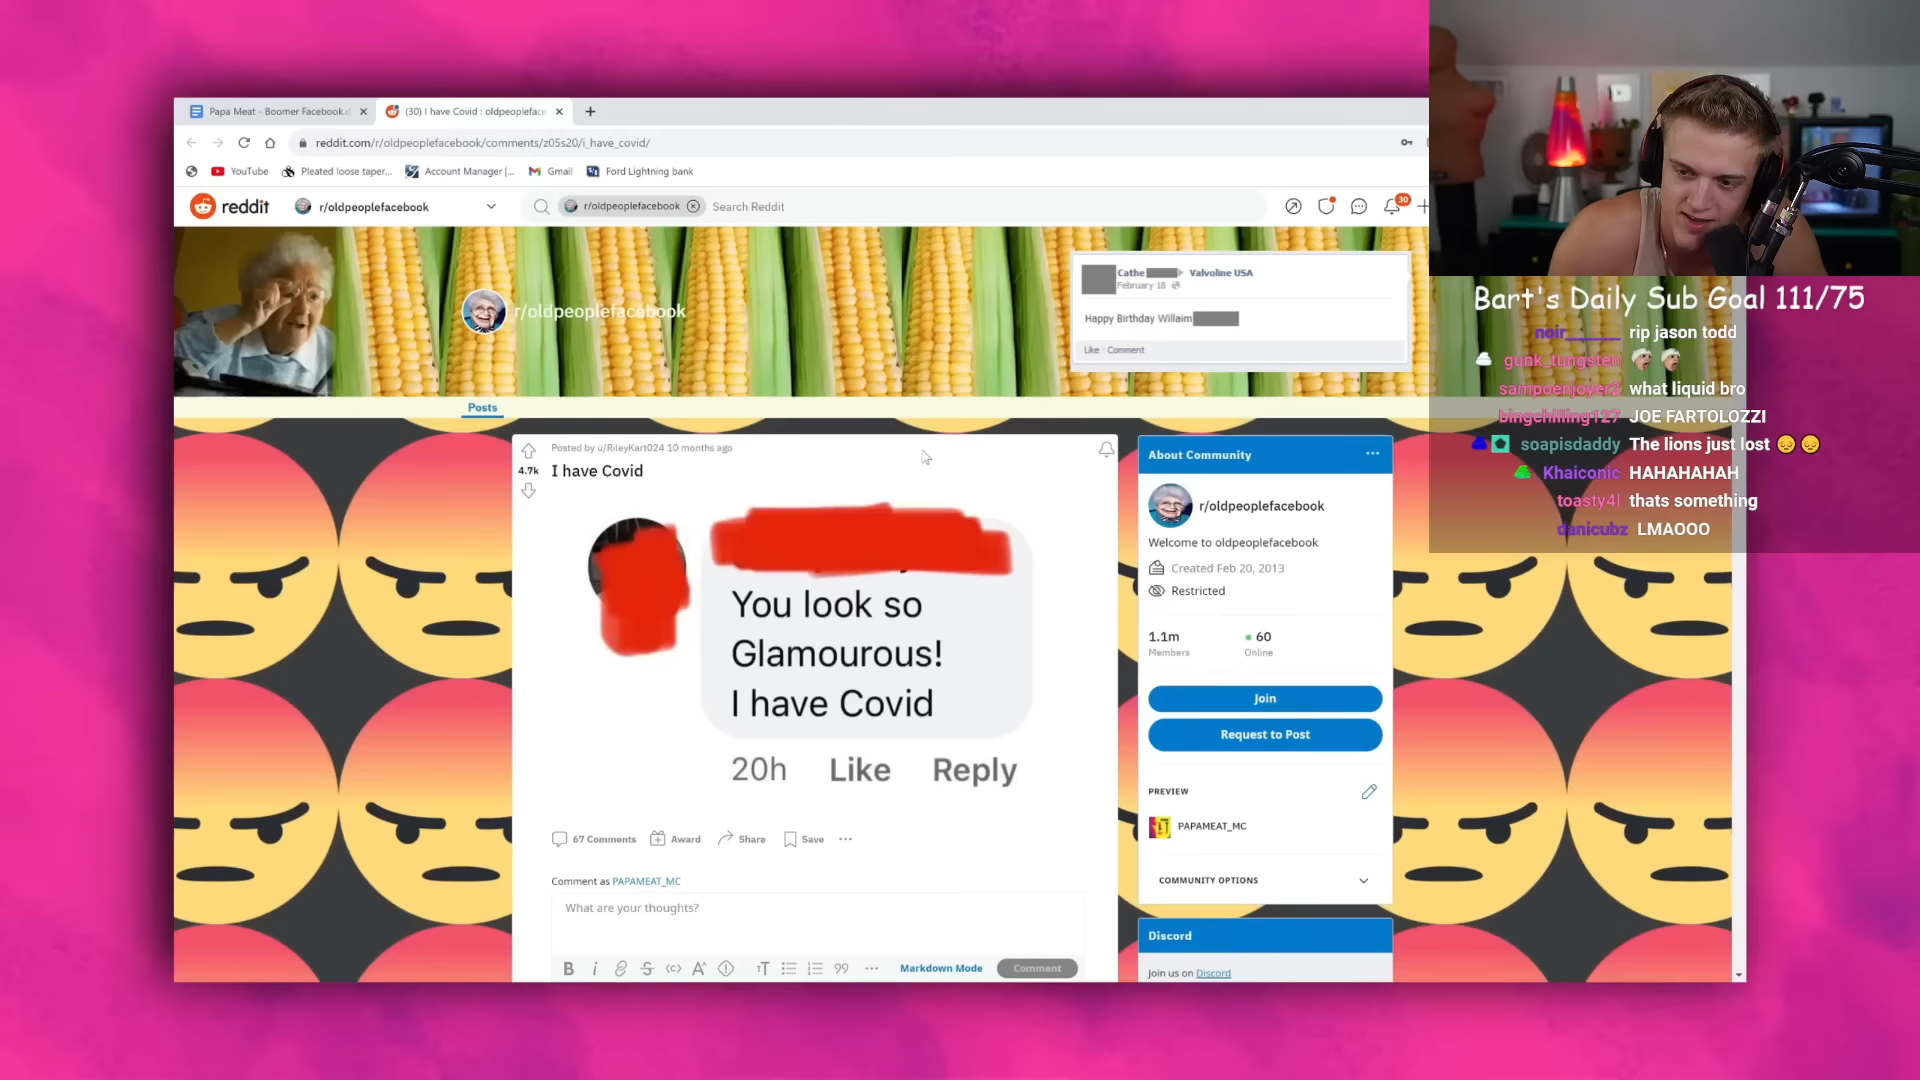 Papa Meat - Boomer Facebook.d
(30) I have Covid : oldpeopleface
reddit.com/r/oldpeoplefacebook/comments/z05s20/i_have_covid/
YouTube
Pleated loose taper...
Account Manager |...
Gmail
Ford Lightning bank
reddit
r/oldpeoplefacebook
r/oldpeoplefacebook
Search Reddit
30
r/oldpeoplefacebook
Cathe
Valvoline USA
February 18
Happy Birthday Willaim
Like · Comment
Posts
Posted by u/RileyKart024 10 months ago
4.7k
I have Covid
You look so
Glamourous!
I have Covid
20h Like Reply
67 Comments
Award
Share
Save
Comment as PAPAMEAT_MC
What are your thoughts?
Markdown Mode
Comment
About Community
r/oldpeoplefacebook
Welcome to oldpeoplefacebook
Created Feb 20, 2013
Restricted
1.1m
Members
60
Online
Join
Request to Post
PREVIEW
PAPAMEAT_MC
COMMUNITY OPTIONS
Discord
Join us on Discord
Bart's Daily Sub Goal 111/75
noir______ rip jason todd
gunk_tungsten
sampoenjoyer2 what liquid bro
bingchilling127 JOE FARTOLOZZI
soapisdaddy The lions just lost 😔 😔
Khaiconic HAHAHAHAH
toasty4l thats something
danicubz LMAOOO